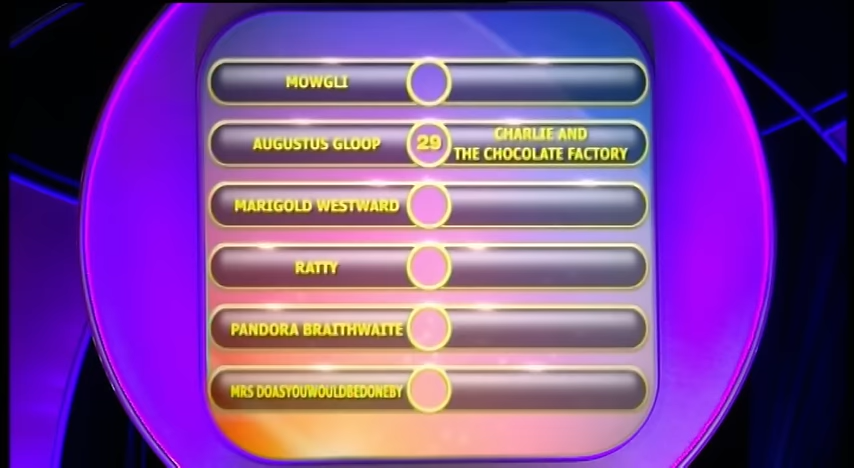 MOWGLI
AUGUSTUS GLOOP 29 CHARLIE AND
THE CHOCOLATE FACTORY
MARIGOLD WESTWARD
RATTY
PANDORA BRAITHWAITE
MRS DOASYOUWOULDBEDONEBY